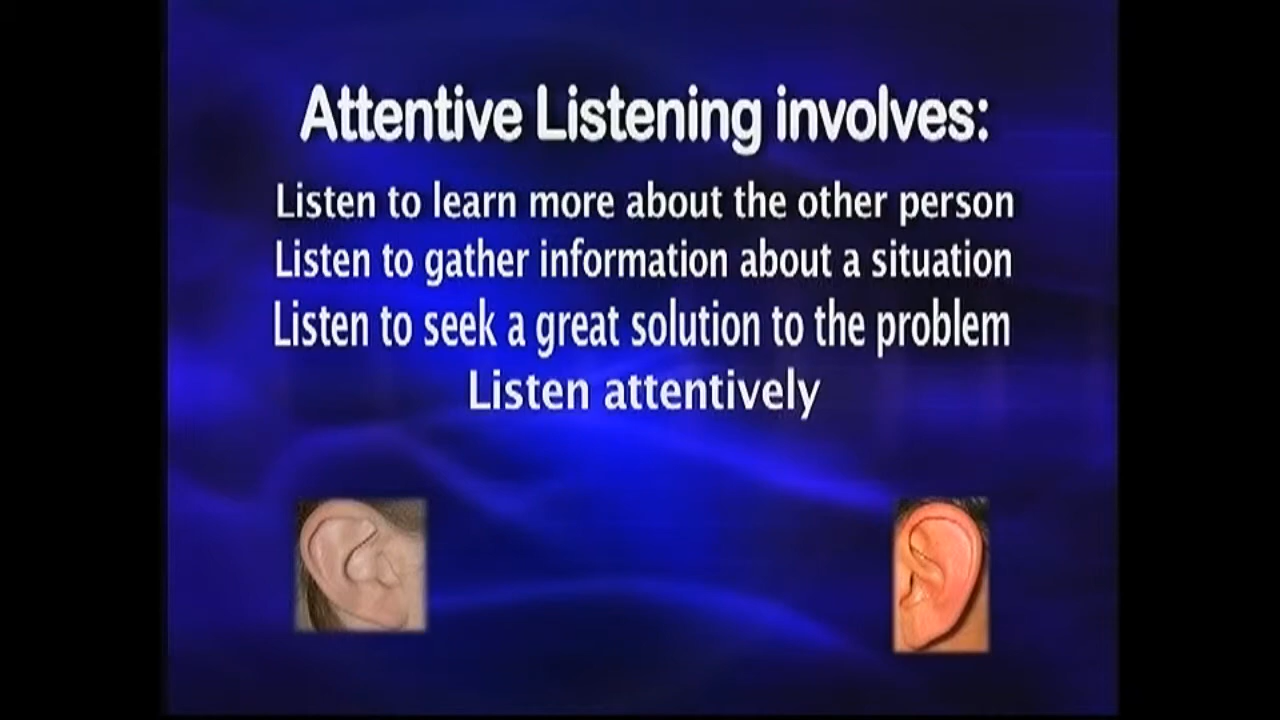 Attentive Listening involves:
Listen to learn more about the other person
Listen to gather information about a situation
Listen to seek a great solution to the problem
Listen attentively